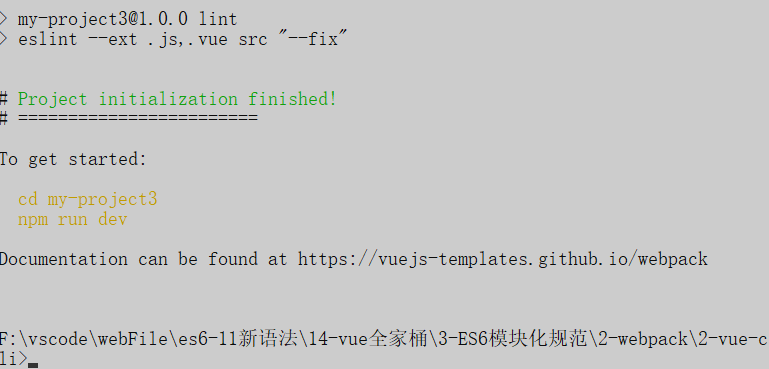 > my-project3@1.0.0 lint
> eslint --ext .js,.vue src "--fix"
# Project initialization finished!
# ========================
To get started:
cd my-project3
npm run dev
Documentation can be found at https://vuejs-templates.github.io/webpack
F:\vscode\webFile\es6-11新语法\14-vue全家桶\3-ES6模块化规范\2-webpack\2-vue-c
li>